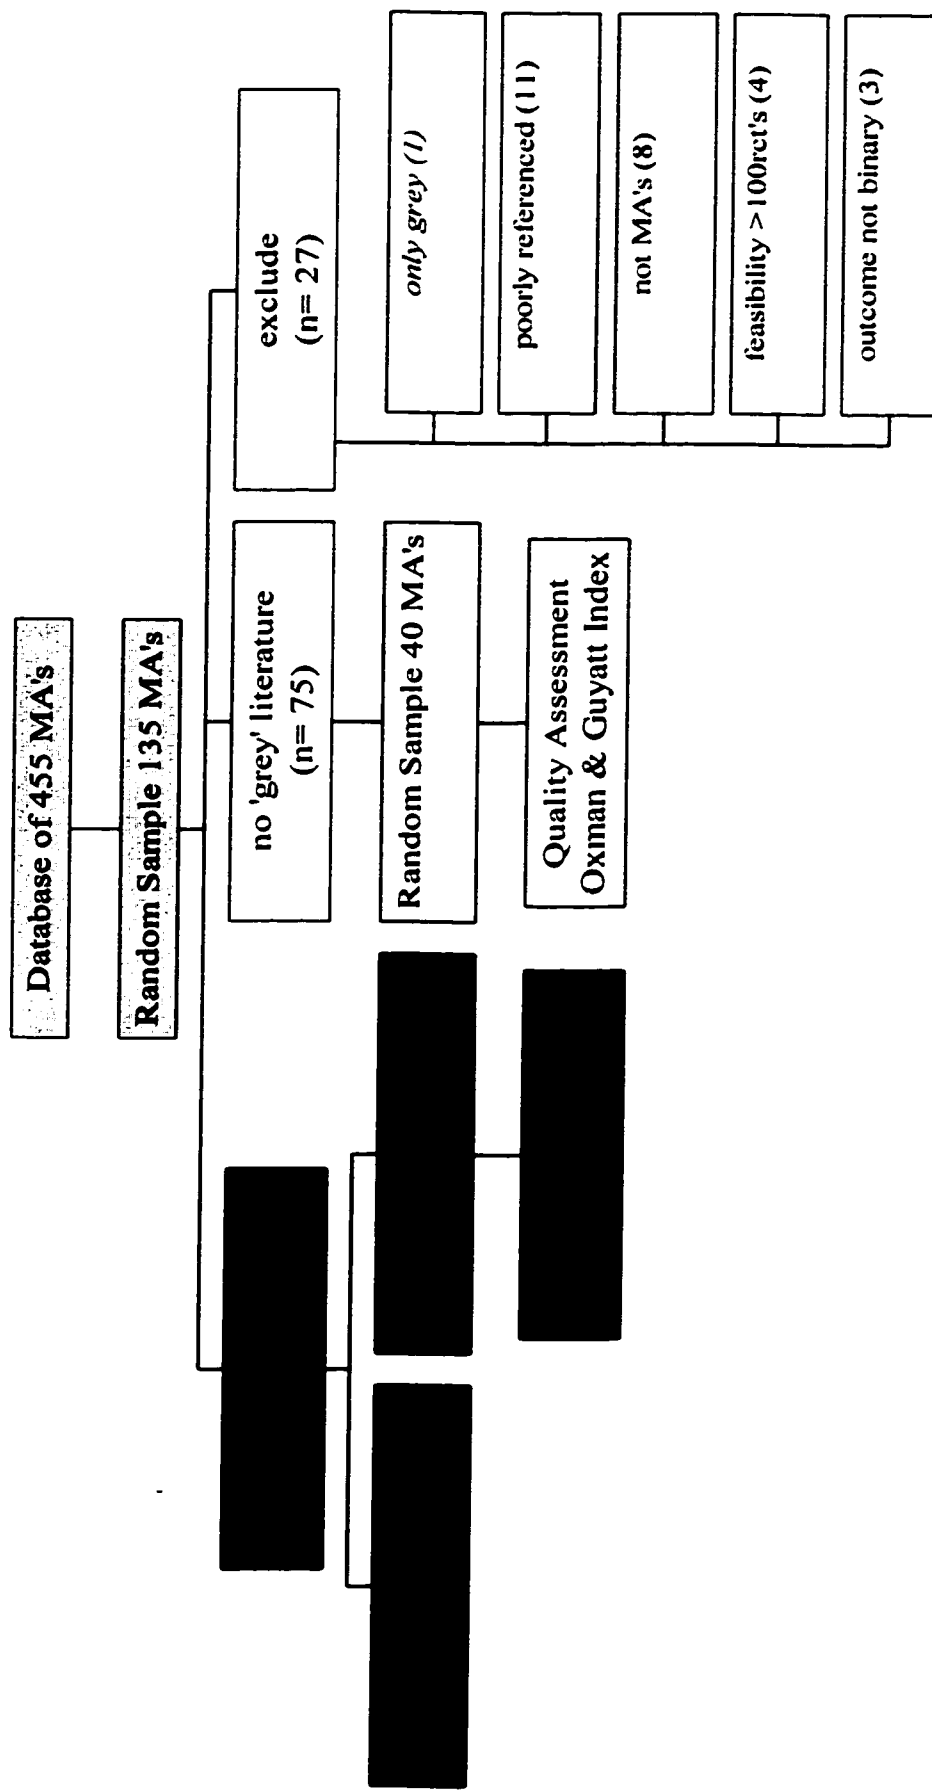 Database of 455 MA's
Random Sample 135 MA's
no 'grey' literature
(n= 75)
exclude
(n= 27)
Random Sample 40 MA's
Quality Assessment
Oxman & Guyatt Index
only grey (1)
poorly referenced (11)
not MA's (8)
feasibility >100rct's (4)
outcome not binary (3)